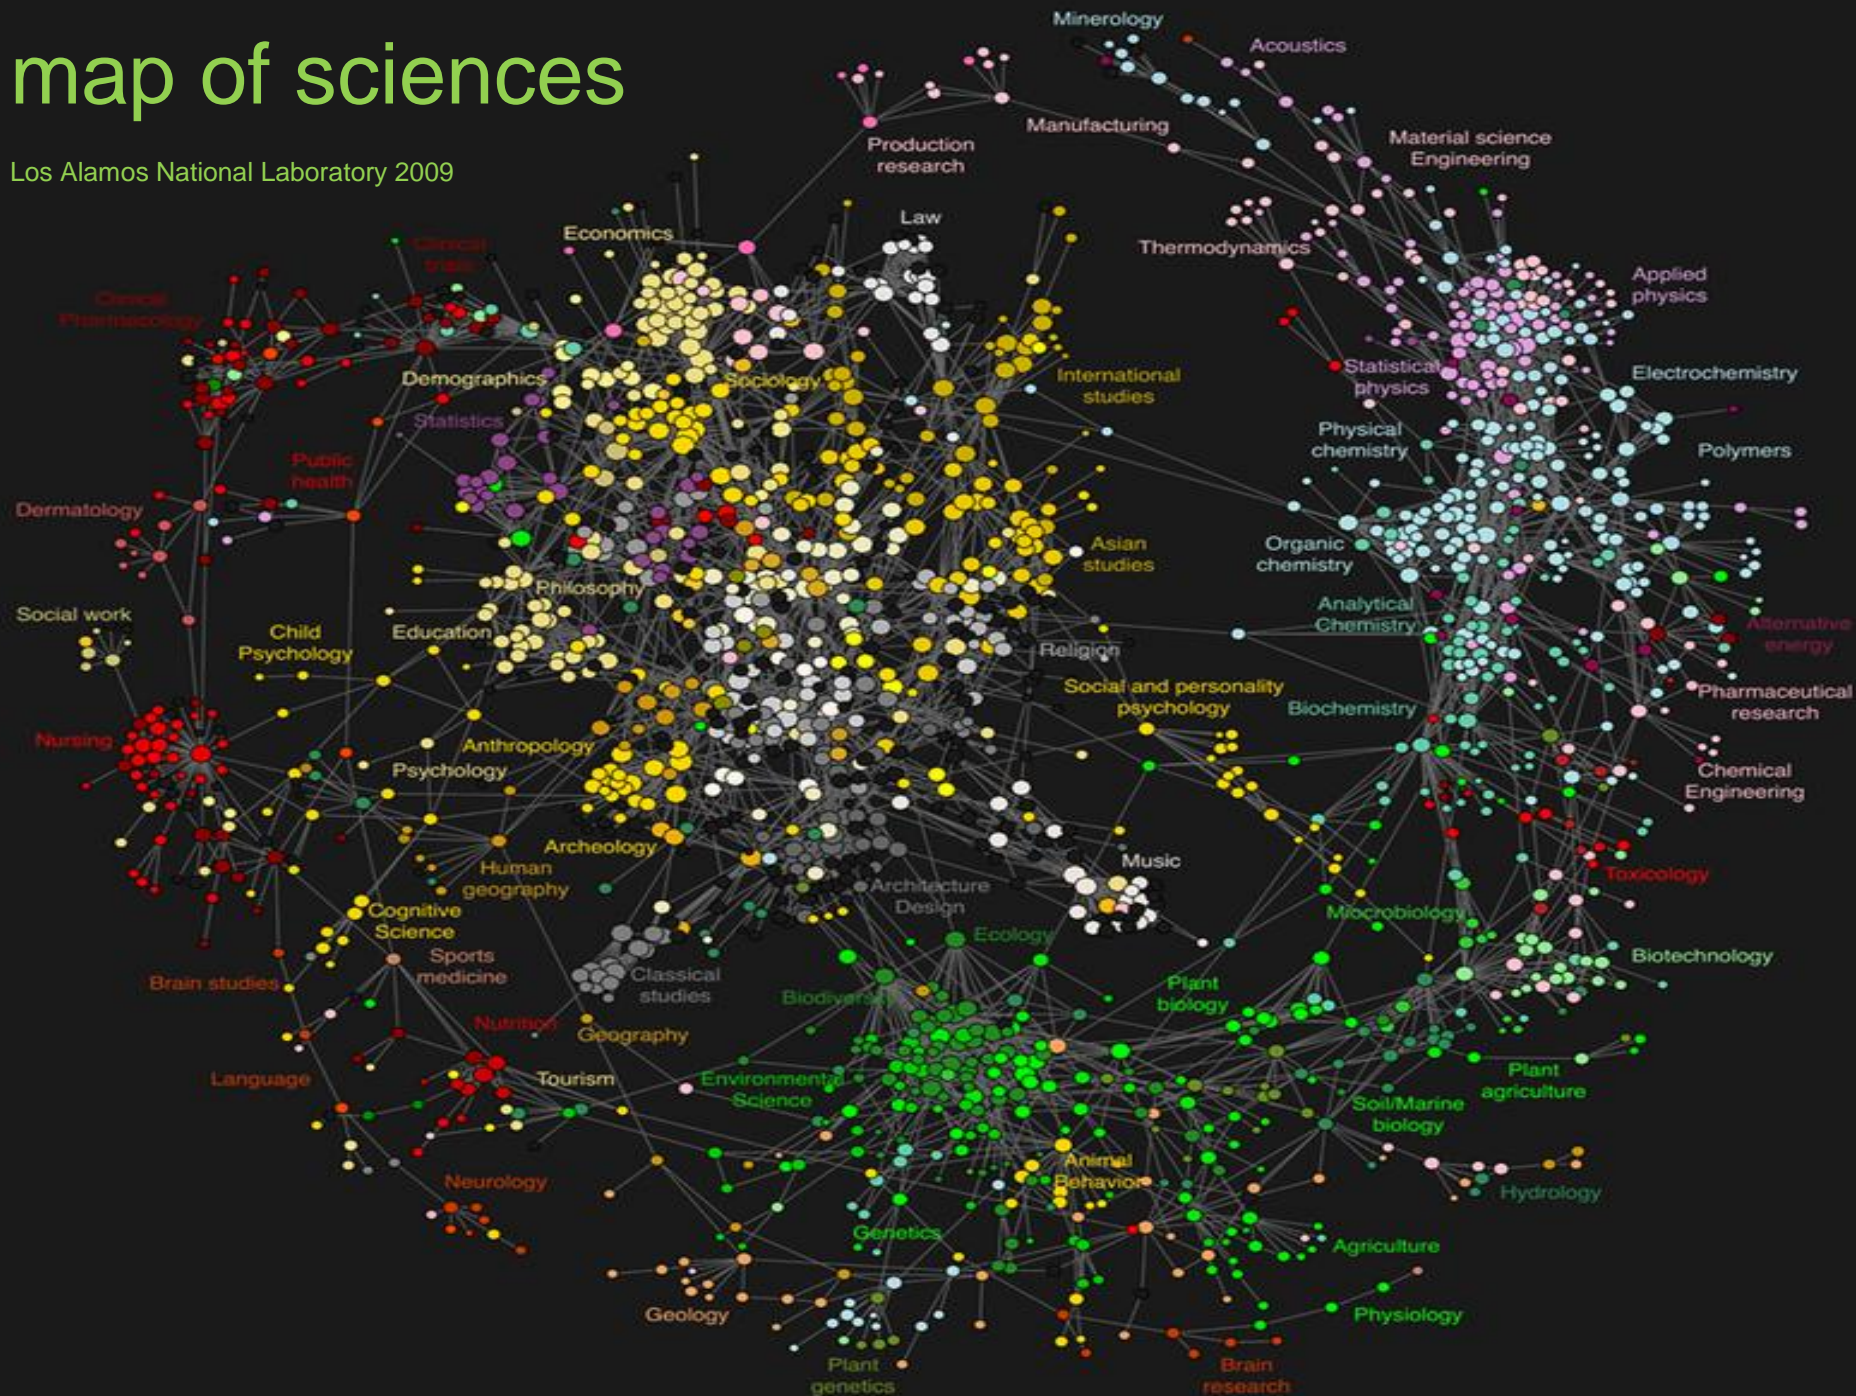 map of sciences
Los Alamos National Laboratory 2009
Minerology
Acoustics
Manufacturing
Production
research
Material science
Engineering
Law
Economics
Thermodynamics
Clinical
trials
Applied
physics
Clinical
Pharmacology
Demographics
Sociology
International
studies
Statistical
physics
Electrochemistry
Statistics
Physical
chemistry
Polymers
Public
health
Dermatology
Organic
chemistry
Asian
studies
Philosophy
Social work
Child
Psychology
Education
Analytical
Chemistry
Alternative
energy
Religion
Social and personality
psychology
Biochemistry
Pharmaceutical
research
Nursing
Anthropology
Psychology
Chemical
Engineering
Archeology
Human
geography
Music
Architecture
Design
Toxicology
Cognitive
Science
Miocrobiology
Ecology
Sports
medicine
Brain studies
Classical
studies
Biodiversity
Plant
biology
Biotechnology
Nutrition
Geography
Language
Tourism
Environmental
Science
Plant
agriculture
Soil/Marine
biology
Animal
Behavior
Neurology
Hydrology
Genetics
Agriculture
Geology
Physiology
Plant
genetics
Brain
research